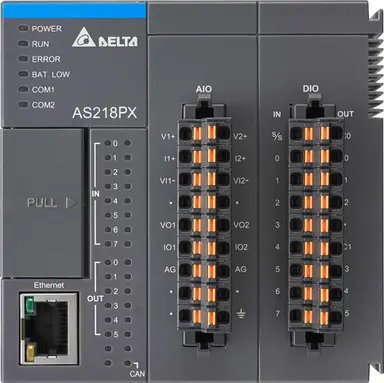 POWER
RUN
ERROR
BAT. LOW
COM1
COM2
DELTA
AS218PX
PULL
IN
0
1
2
3
4
5
6
7
OUT
0
1
2
3
4
5
CAN
Ethernet
AIO
V1+ V2+
I1+ I2+
VI1- VI2-
• •
VO1 VO2
IO1 IO2
AG AG
• •
•
DIO
IN OUT
S/S C0
0 0
1 1
2 2
3 3
4 C1
5 4
6
7 5